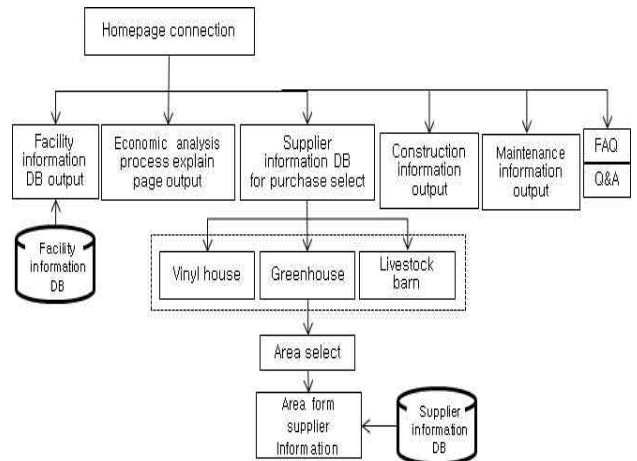 Homepage connection
Facility
information
DB output
Economic analysis
process explain
page output
Supplier
information DB
for purchase select
Construction
information
output
Maintenance
information
output
FAQ
Q&A
Facility
information
DB
Vinyl house
Greenhouse
Livestock
barn
Area select
Area form
supplier
Information
Supplier
information
DB